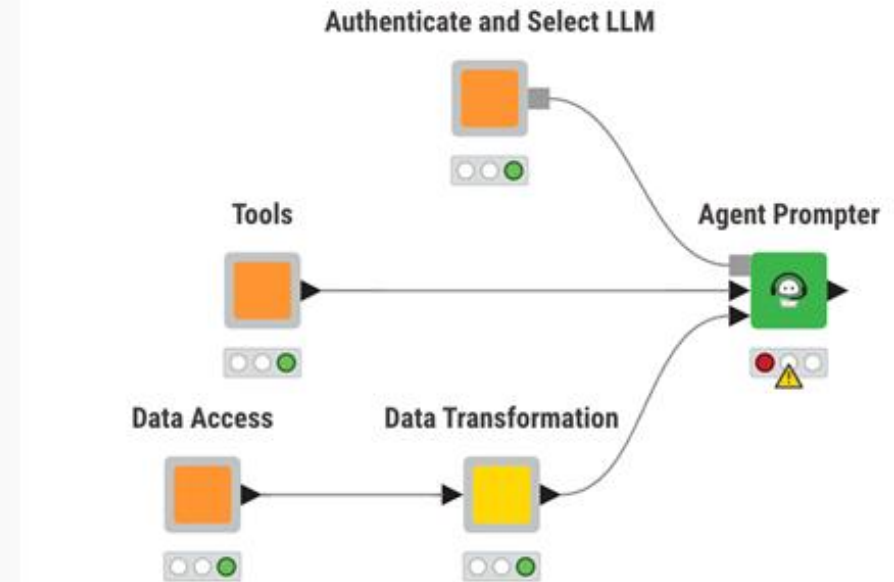 Authenticate and Select LLM
Tools
Agent Prompter
Data Access
Data Transformation